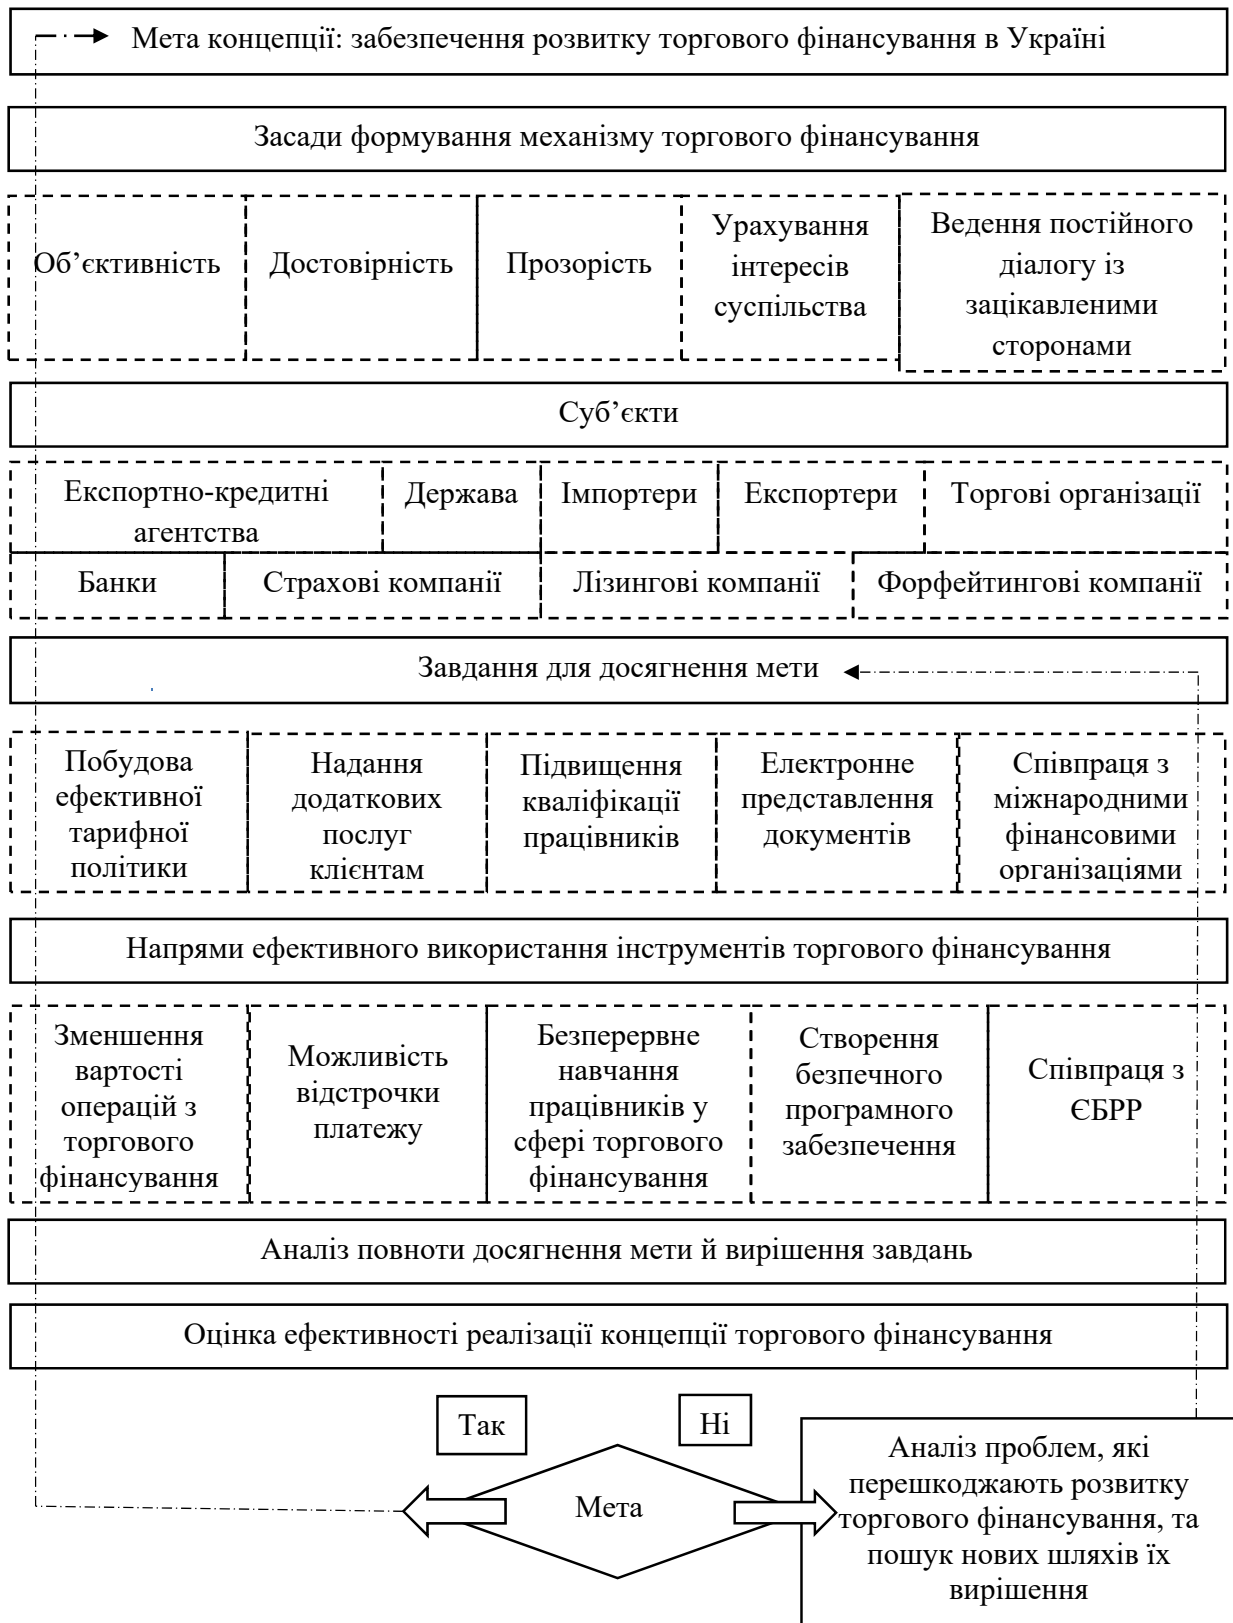 Мета концепції: забезпечення розвитку торгового фінансування в Україні
Засади формування механізму торгового фінансування
Об’єктивність
Достовірність
Прозорість
Урахування
інтересів
суспільства
Ведення постійного
діалогу із
зацікавленими
сторонами
Суб’єкти
Експортно-кредитні
агентства
Держава
Імпортери
Експортери
Торгові організації
Банки
Страхові компанії
Лізингові компанії
Форфейтингові компанії
Завдання для досягнення мети
Побудова
ефективної
тарифної
політики
Надання
додаткових
послуг
клієнтам
Підвищення
кваліфікації
працівників
Електронне
представлення
документів
Співпраця з
міжнародними
фінансовими
організаціями
Напрями ефективного використання інструментів торгового фінансування
Зменшення
вартості
операцій з
торгового
фінансування
Можливість
відстрочки
платежу
Безперервне
навчання
працівників у
сфері торгового
фінансування
Створення
безпечного
програмного
забезпечення
Співпраця з
ЄБРР
Аналіз повноти досягнення мети й вирішення завдань
Оцінка ефективності реалізації концепції торгового фінансування
Так
Ні
Мета
Аналіз проблем, які
перешкоджають розвитку
торгового фінансування, та
пошук нових шляхів їх
вирішення